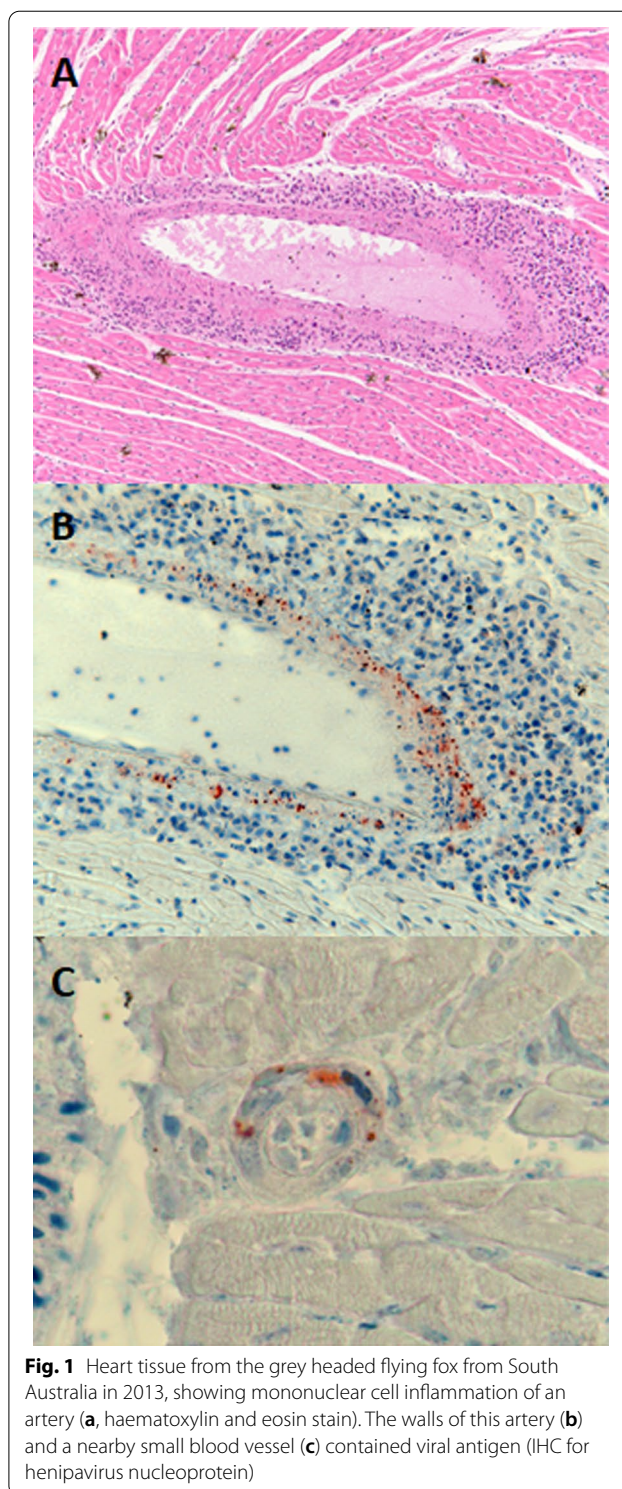 A
B
C
Fig. 1 Heart tissue from the grey headed flying fox from South
Australia in 2013, showing mononuclear cell inflammation of an
artery (a, haematoxylin and eosin stain). The walls of this artery (b)
and a nearby small blood vessel (c) contained viral antigen (IHC for
henipavirus nucleoprotein)